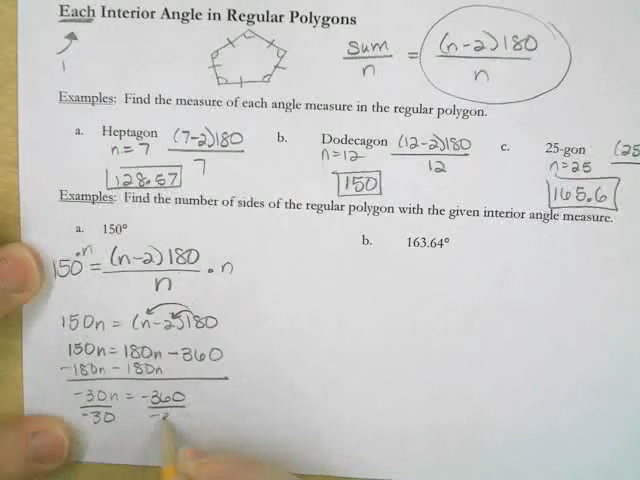 Each Interior Angle in Regular Polygons
1
sum/n = (n-2)180/n
Examples: Find the measure of each angle measure in the regular polygon.
a. Heptagon n=7 (7-2)180/7
128.57
b. Dodecagon n=12 (12-2)180/12
150
c. 25-gon n=25 (25
165.6
Examples: Find the number of sides of the regular polygon with the given interior angle measure.
a. 150°
b. 163.64°
150 ·n = (n-2)180/n ·n
150n = (n-2)180
150n = 180n -360
-180n -180n
-30n = -360
-30